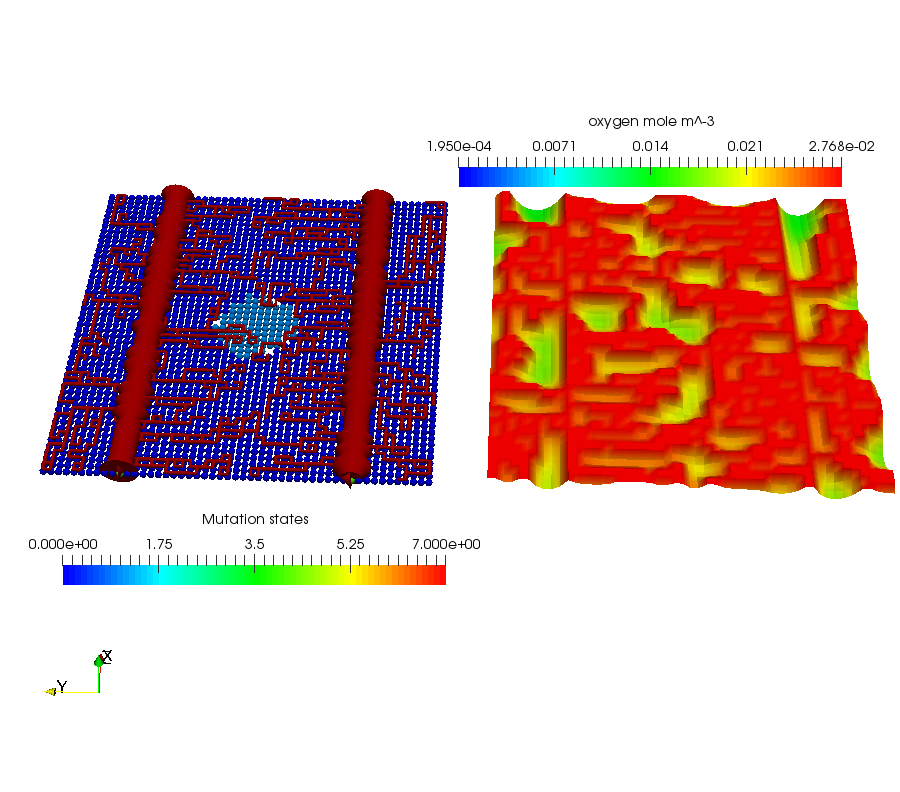 oxygen mole m^-3
1.950e-04 0.0071 0.014 0.021 2.768e-02
Mutation states
0.000e+00 1.75 3.5 5.25 7.000e+00
X
Y